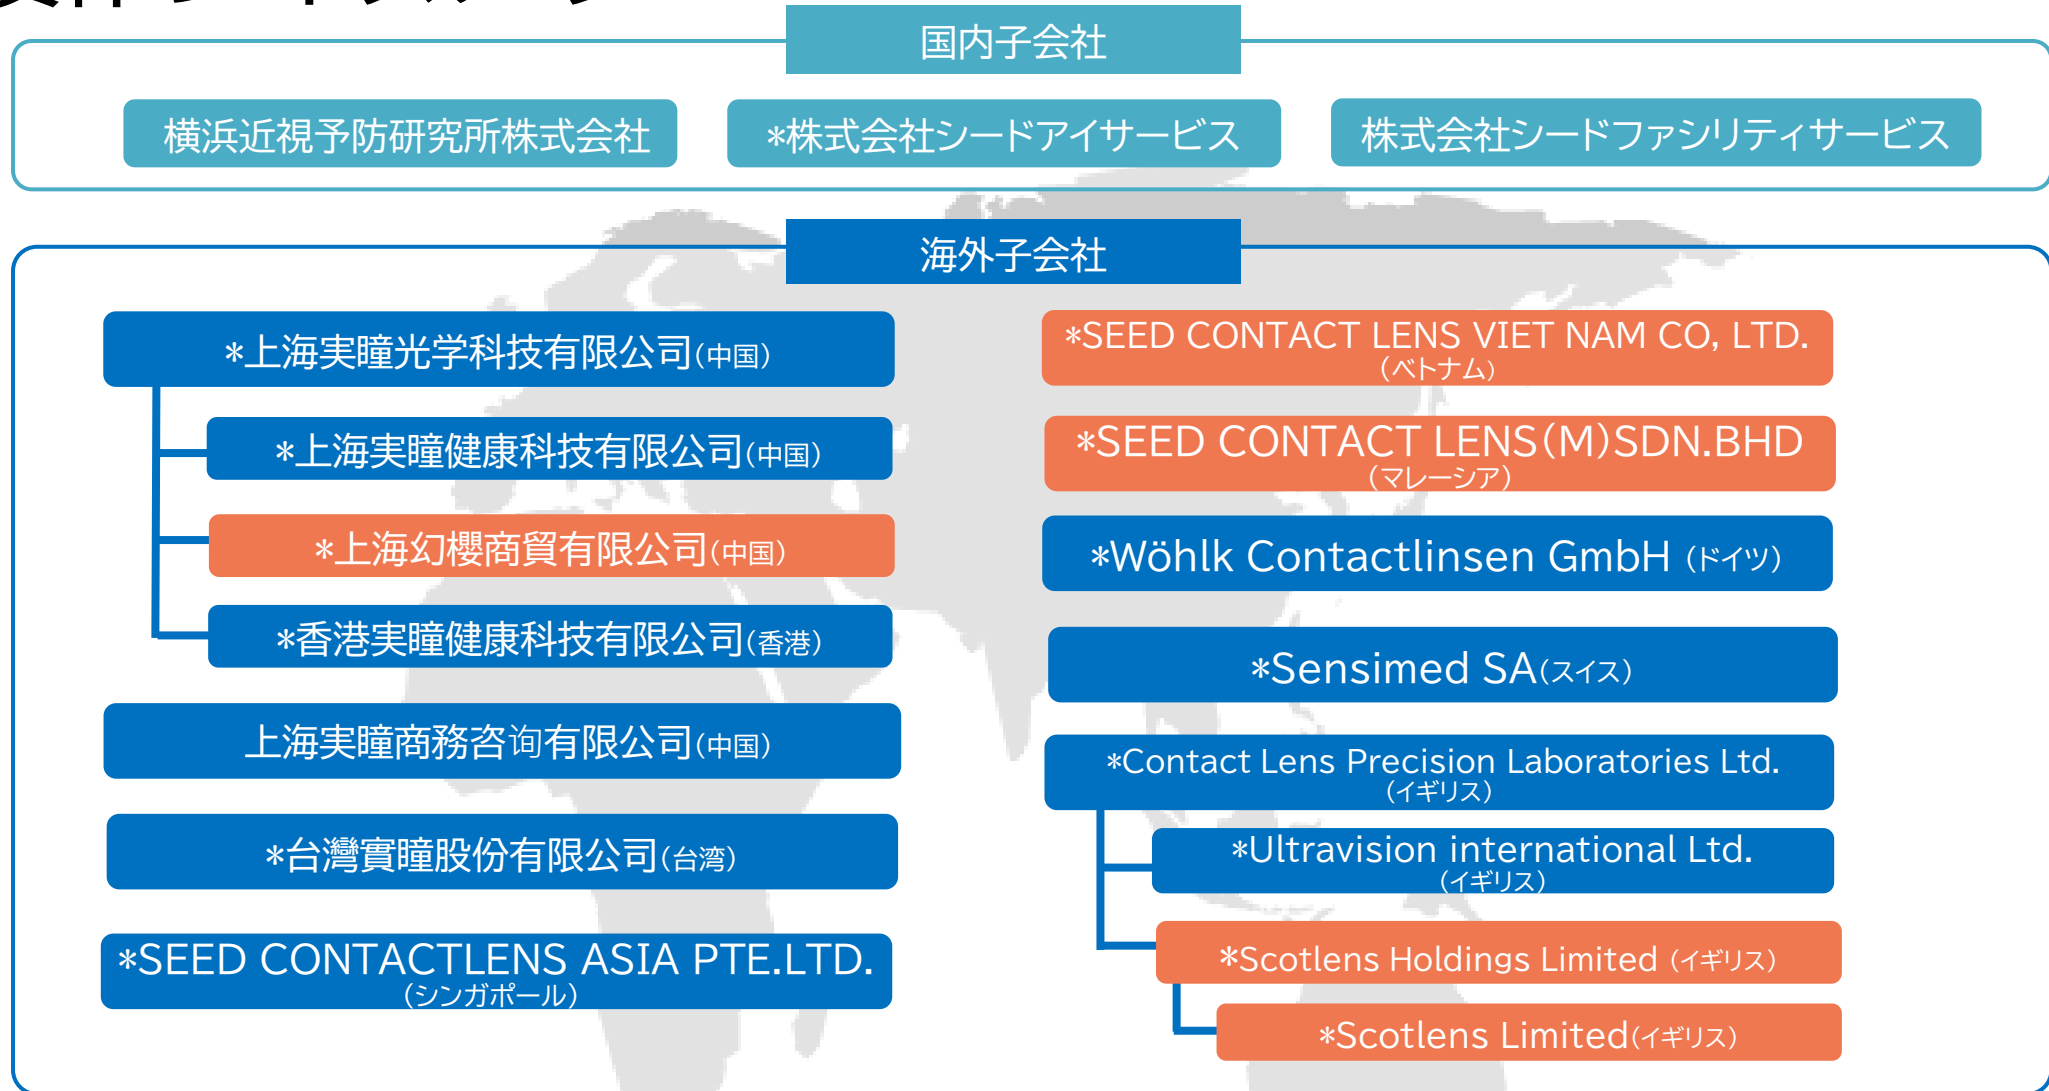 国内子会社
横浜近視予防研究所株式会社
*株式会社シードアイサービス
株式会社シードファシリティサービス
海外子会社
*上海実瞳光学科技有限公司(中国)
*上海実瞳健康科技有限公司(中国)
*上海幻櫻商貿有限公司(中国)
*香港実瞳健康科技有限公司(香港)
上海実瞳商務咨询有限公司(中国)
*台灣實瞳股份有限公司(台湾)
*SEED CONTACTLENS ASIA PTE.LTD.
(シンガポール)
*SEED CONTACT LENS VIET NAM CO, LTD.
(ベトナム)
*SEED CONTACT LENS(M)SDN.BHD
(マレーシア)
*Wöhlk Contactlinsen GmbH (ドイツ)
*Sensimed SA(スイス)
*Contact Lens Precision Laboratories Ltd.
(イギリス)
*Ultravision international Ltd.
(イギリス)
*Scotlens Holdings Limited (イギリス)
*Scotlens Limited(イギリス)